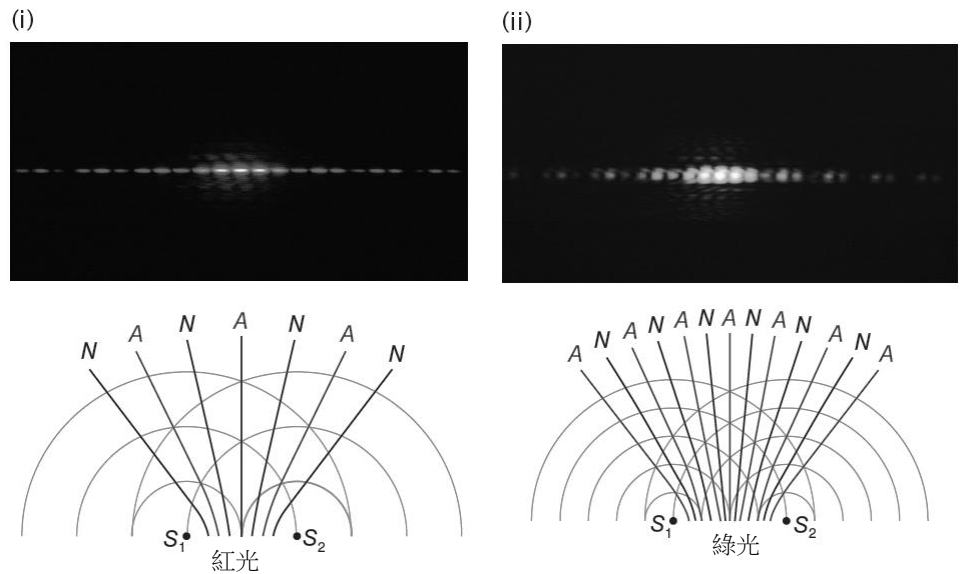 (i)
(ii)
N A N A N A N
S1 S2
紅光
A N A N A N A N A N A N A
S1 S2
綠光